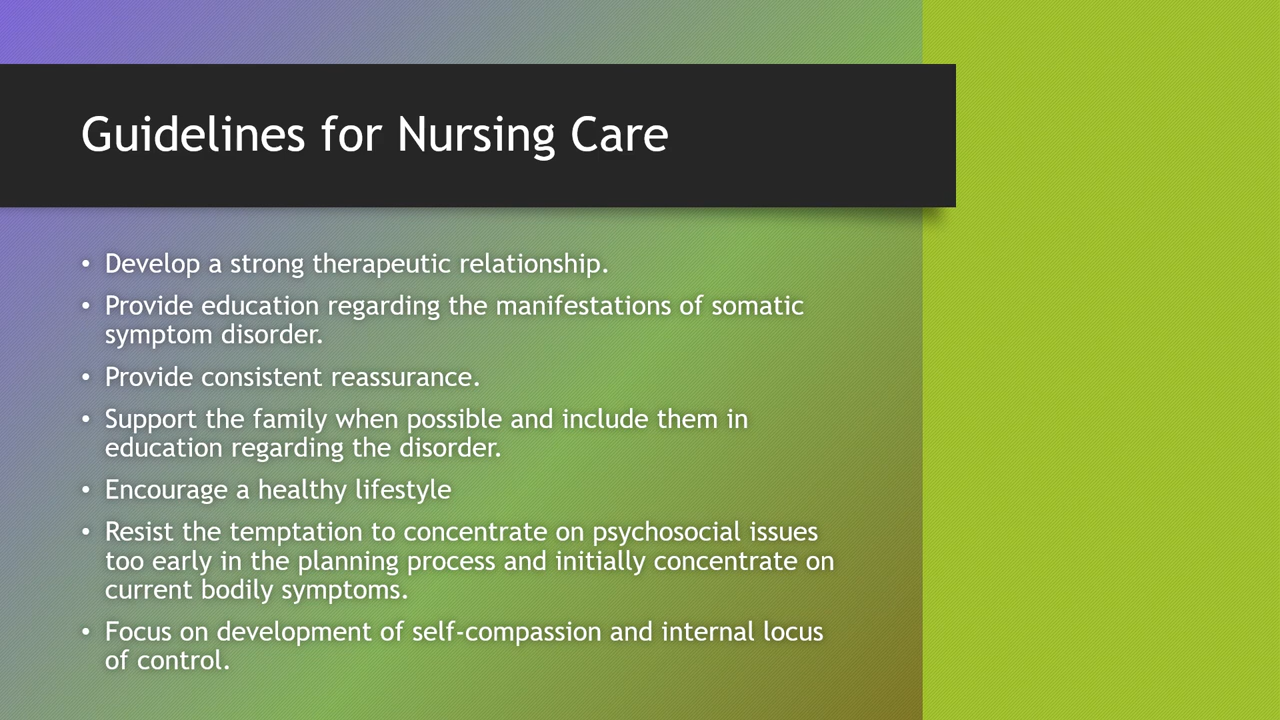 Guidelines for Nursing Care
• Develop a strong therapeutic relationship.
• Provide education regarding the manifestations of somatic
symptom disorder.
• Provide consistent reassurance.
• Support the family when possible and include them in
education regarding the disorder.
• Encourage a healthy lifestyle
• Resist the temptation to concentrate on psychosocial issues
too early in the planning process and initially concentrate on
current bodily symptoms.
• Focus on development of self-compassion and internal locus
of control.